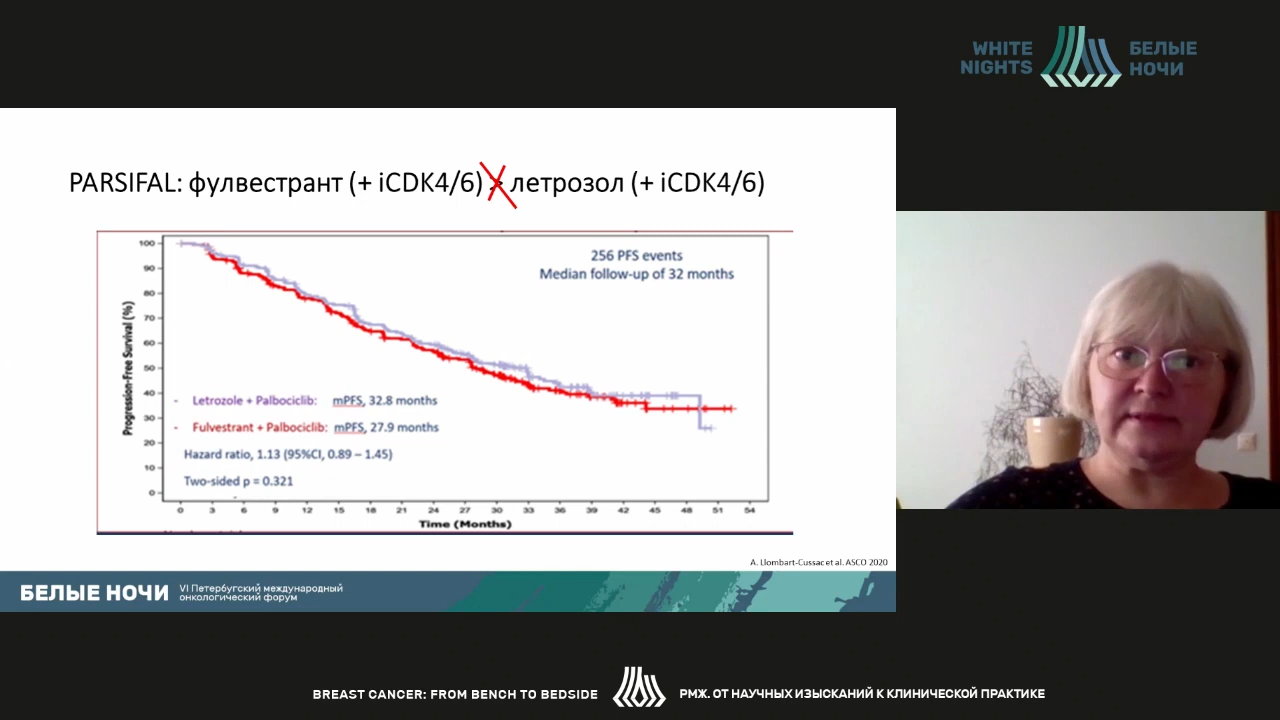 WHITE NIGHTS
БЕЛЫЕ НОЧИ
PARSIFAL: фулвестрант (+ iCDK4/6) > летрозол (+ iCDK4/6)
256 PFS events
Median follow-up of 32 months
Progression-Free Survival (%)
100
90
80
70
60
50
40
30
20
10
0
- Letrozole + Palbociclib: mPFS, 32.8 months
- Fulvestrant + Palbociclib: mPFS, 27.9 months
Hazard ratio, 1.13 (95%CI, 0.89 – 1.45)
Two-sided p = 0.321
0 3 6 9 12 15 18 21 24 27 30 33 36 39 42 45 48 51 54
Time (Months)
A. Llombart-Cussac et al. ASCO 2020
БЕЛЫЕ НОЧИ
VI Петербургский международный
онкологический форум
BREAST CANCER: FROM BENCH TO BEDSIDE
РМЖ. ОТ НАУЧНЫХ ИЗЫСКАНИЙ К КЛИНИЧЕСКОЙ ПРАКТИКЕ